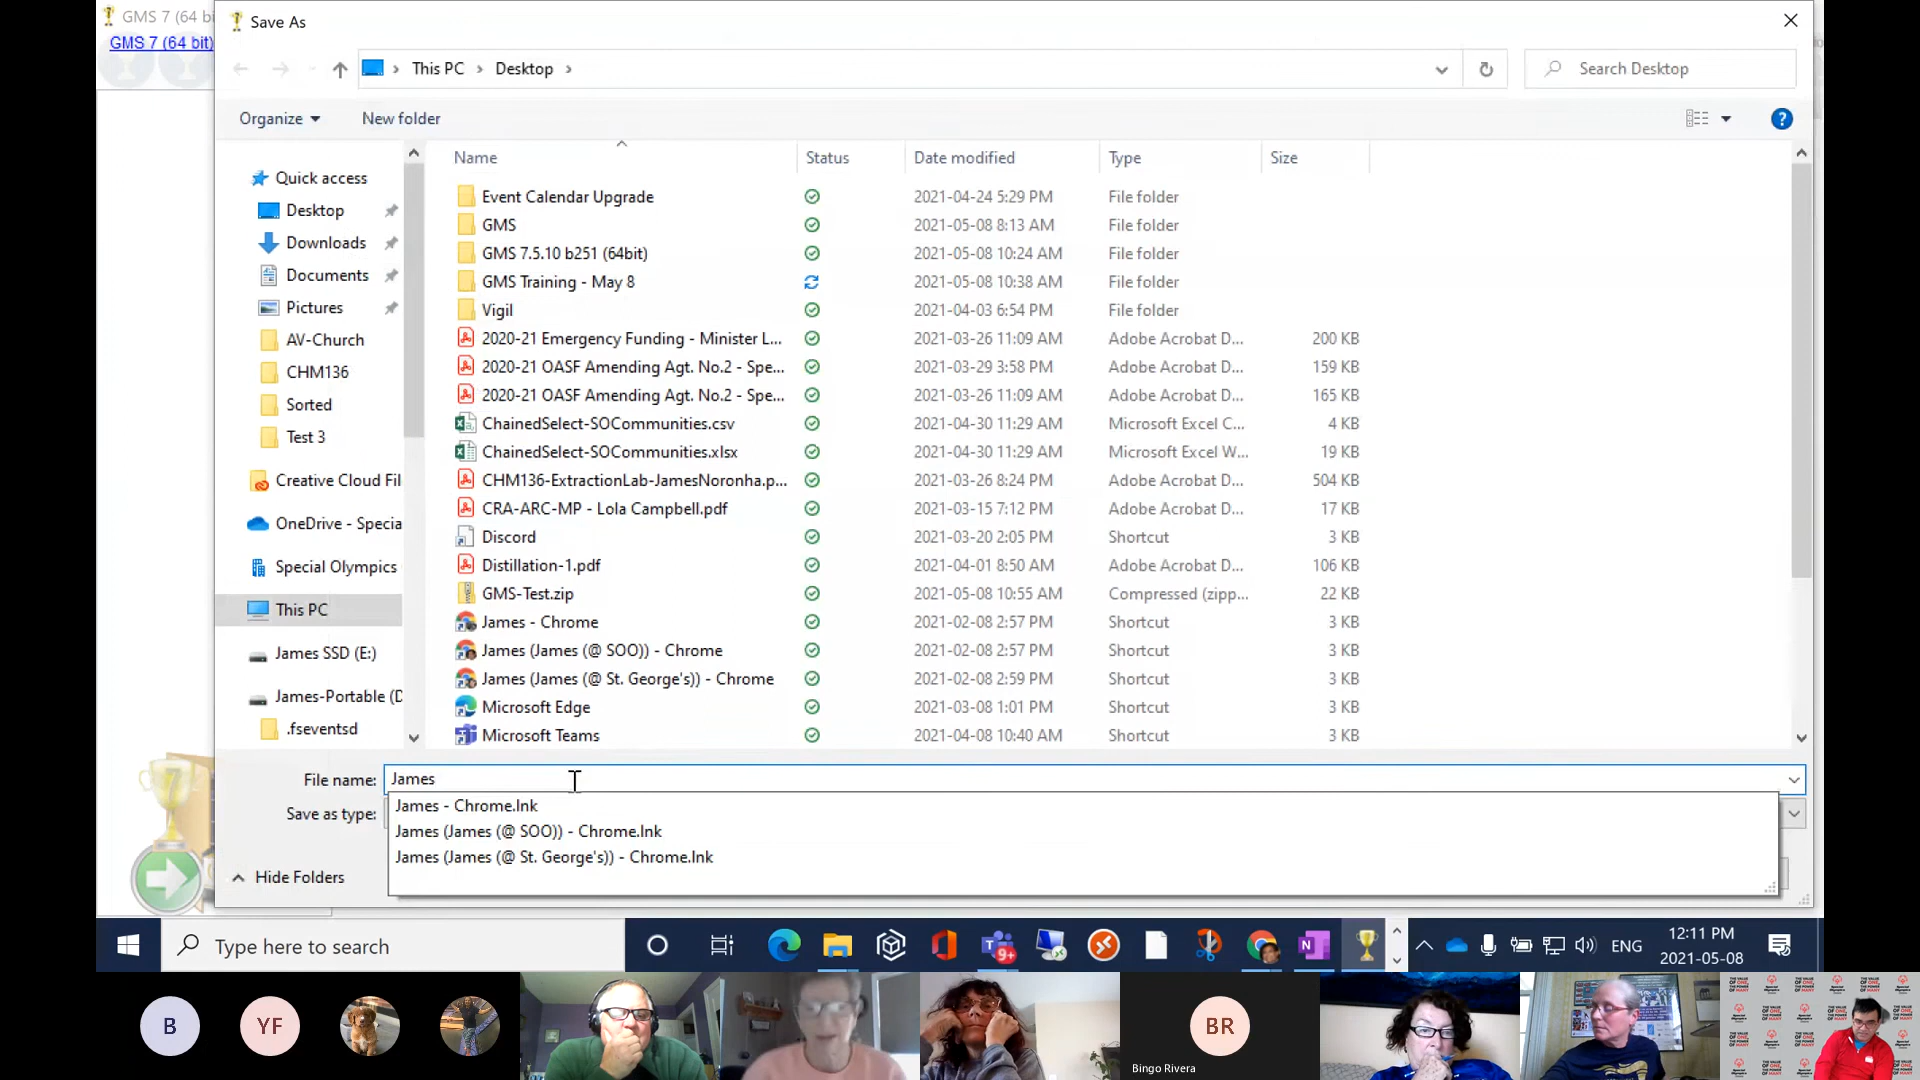 GMS 7 (64 bi
GMS 7 (64 bit)
Save As
This PC > Desktop >
Search Desktop
Organize
New folder
Name Status Date modified Type Size
Quick access
Desktop
Downloads
Documents
Pictures
AV-Church
CHM136
Sorted
Test 3
Creative Cloud Fil
OneDrive - Specia
Special Olympics
This PC
James SSD (E:)
James-Portable (D
.fseventsd
Event Calendar Upgrade 2021-04-24 5:29 PM File folder
GMS 2021-05-08 8:13 AM File folder
GMS 7.5.10 b251 (64bit) 2021-05-08 10:24 AM File folder
GMS Training - May 8 2021-05-08 10:38 AM File folder
Vigil 2021-04-03 6:54 PM File folder
2020-21 Emergency Funding - Minister L... 2021-03-26 11:09 AM Adobe Acrobat D... 200 KB
2020-21 OASF Amending Agt. No.2 - Spe... 2021-03-29 3:58 PM Adobe Acrobat D... 159 KB
2020-21 OASF Amending Agt. No.2 - Spe... 2021-03-26 11:09 AM Adobe Acrobat D... 165 KB
ChainedSelect-SOCommunities.csv 2021-04-30 11:29 AM Microsoft Excel C... 4 KB
ChainedSelect-SOCommunities.xlsx 2021-04-30 11:29 AM Microsoft Excel W... 19 KB
CHM136-ExtractionLab-JamesNoronha.p... 2021-03-26 8:24 PM Adobe Acrobat D... 504 KB
CRA-ARC-MP - Lola Campbell.pdf 2021-03-15 7:12 PM Adobe Acrobat D... 17 KB
Discord 2021-03-20 2:05 PM Shortcut 3 KB
Distillation-1.pdf 2021-04-01 8:50 AM Adobe Acrobat D... 106 KB
GMS-Test.zip 2021-05-08 10:55 AM Compressed (zipp... 22 KB
James - Chrome 2021-02-08 2:57 PM Shortcut 3 KB
James (James (@ SOO)) - Chrome 2021-02-08 2:57 PM Shortcut 3 KB
James (James (@ St. George's)) - Chrome 2021-02-08 2:59 PM Shortcut 3 KB
Microsoft Edge 2021-03-08 1:01 PM Shortcut 3 KB
Microsoft Teams 2021-04-08 10:40 AM Shortcut 3 KB
File name: James
Save as type:
James - Chrome.lnk
James (James (@ SOO)) - Chrome.lnk
James (James (@ St. George's)) - Chrome.lnk
Hide Folders
Type here to search
9+
ENG
12:11 PM
2021-05-08
B
YF
BR
Bingo Rivera